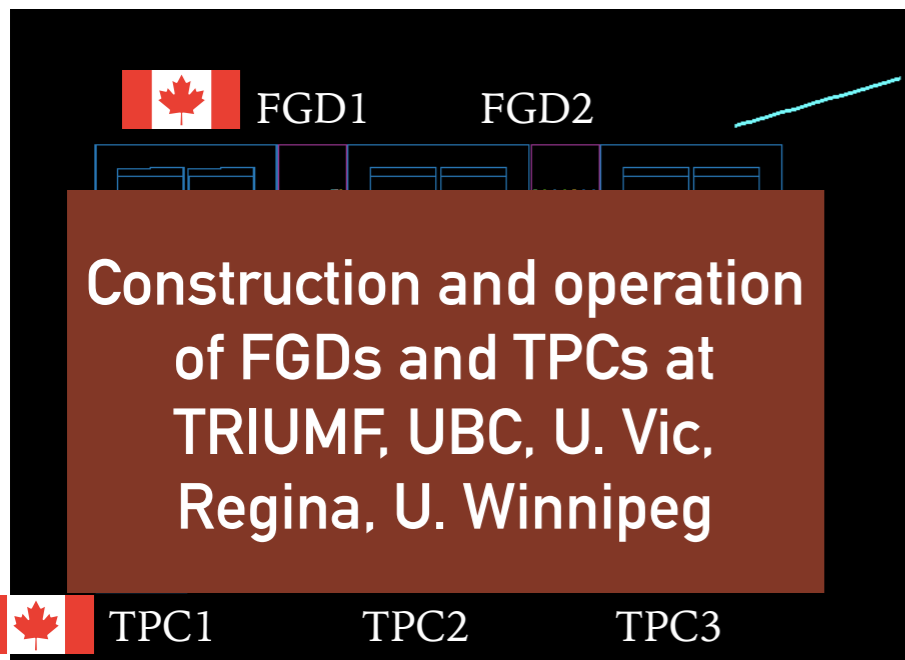 FGD1 FGD2
Construction and operation
of FGDs and TPCs at
TRIUMF, UBC, U. Vic,
Regina, U. Winnipeg
TPC1 TPC2 TPC3